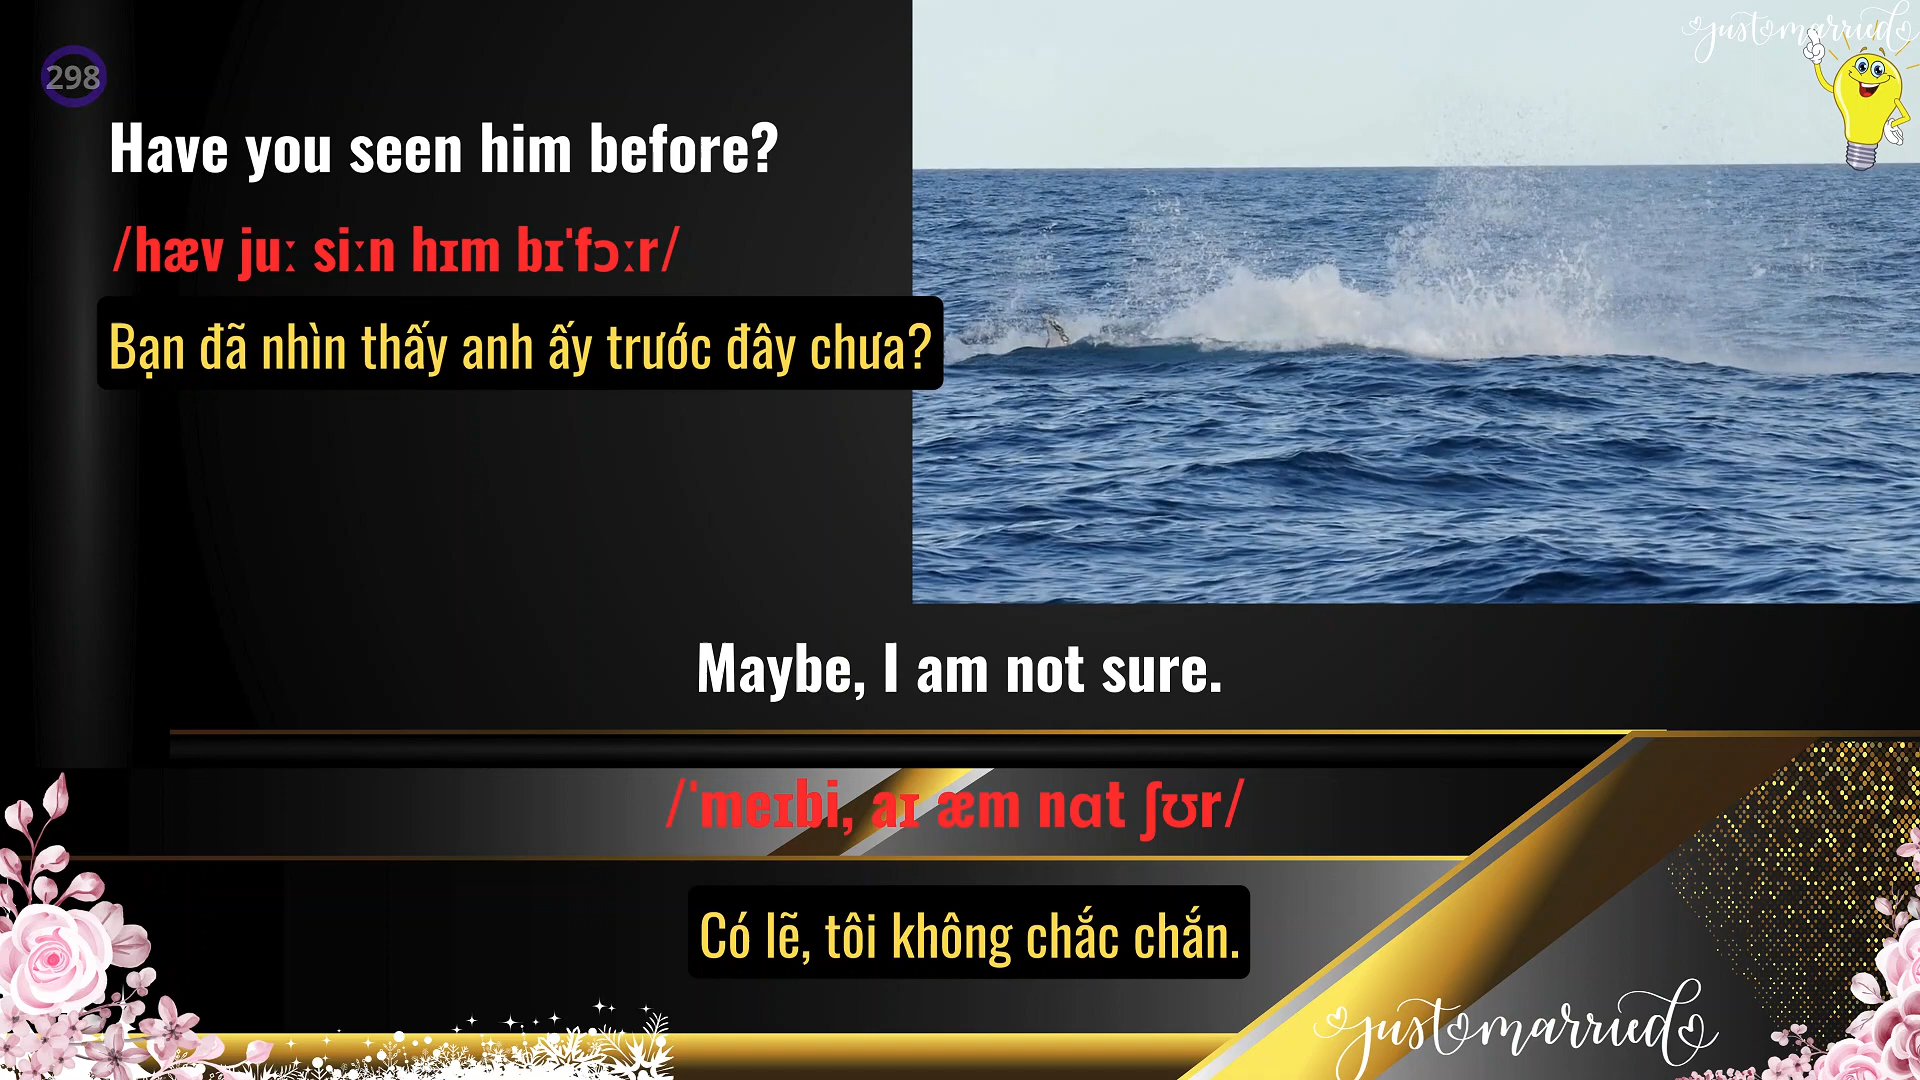 justmarried
298
Have you seen him before?
/hæv juː siːn hɪm bɪˈfɔːr/
Bạn đã nhìn thấy anh ấy trước đây chưa?
Maybe, I am not sure.
/ˈmeɪbi, aɪ æm nɑt ʃʊr/
Có lẽ, tôi không chắc chắn.
justmarried